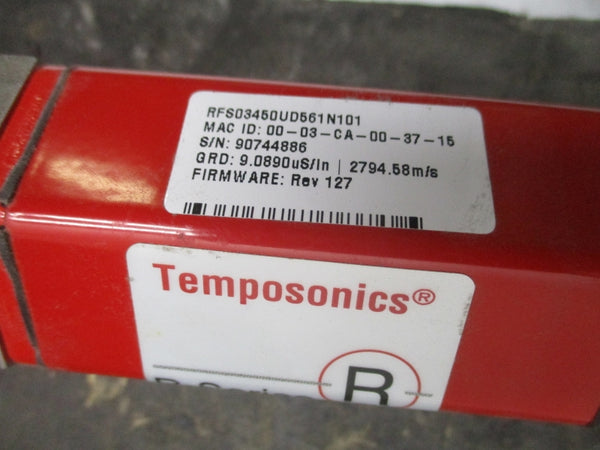 RFS03450UD561N101
MAC ID: 00-03-CA-00-37-15
S/N: 90744886
GRD: 9.0890uS/in | 2794.58m/s
FIRMWARE: Rev 127
Temposonics®
R